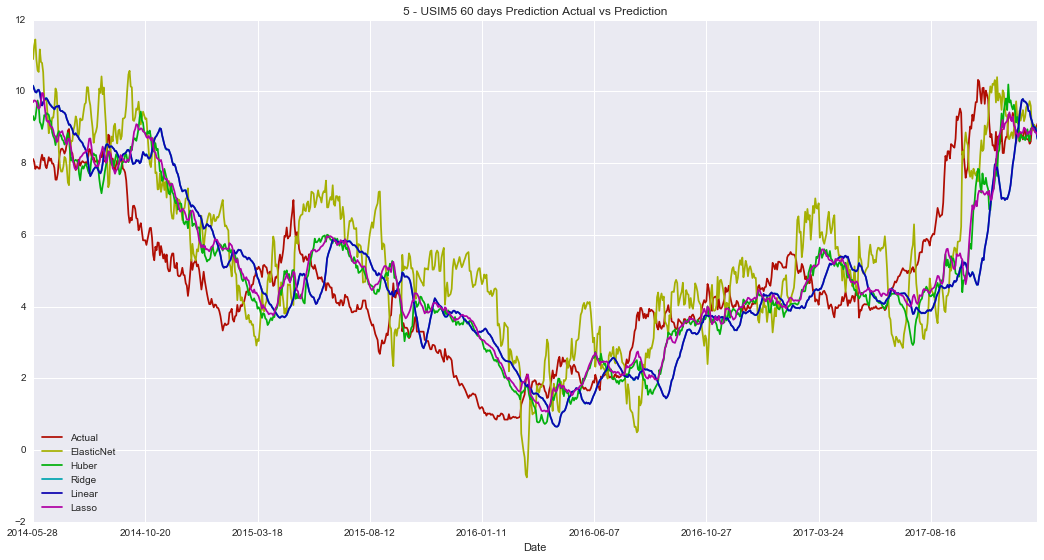 5 - USIM5 60 days Prediction Actual vs Prediction
12
10
8
6
4
2
0
−2
Actual
ElasticNet
Huber
Ridge
Linear
Lasso
2014-05-28 2014-10-20 2015-03-18 2015-08-12 2016-01-11 2016-06-07 2016-10-27 2017-03-24 2017-08-16
Date